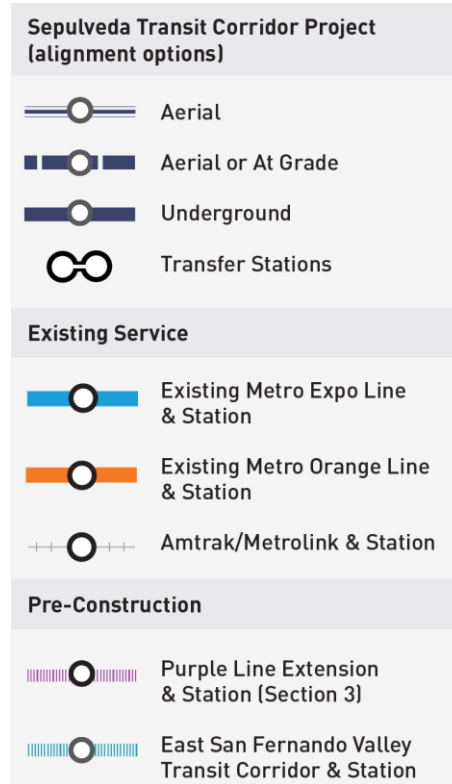 Sepulveda Transit Corridor Project
(alignment options)
Aerial
Aerial or At Grade
Underground
Transfer Stations
Existing Service
Existing Metro Expo Line
& Station
Existing Metro Orange Line
& Station
Amtrak/Metrolink & Station
Pre-Construction
Purple Line Extension
& Station (Section 3)
East San Fernando Valley
Transit Corridor & Station